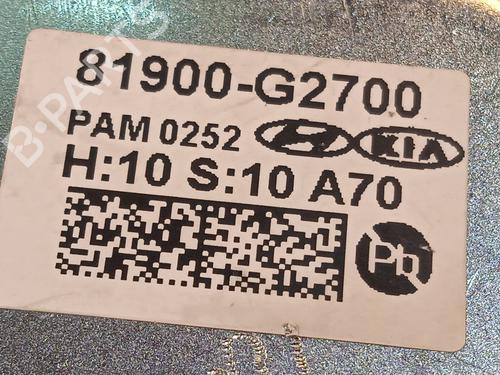 81900-G2700
PAM 0252 KIA
H:10 S:10 A70
Pb
B-PARTS